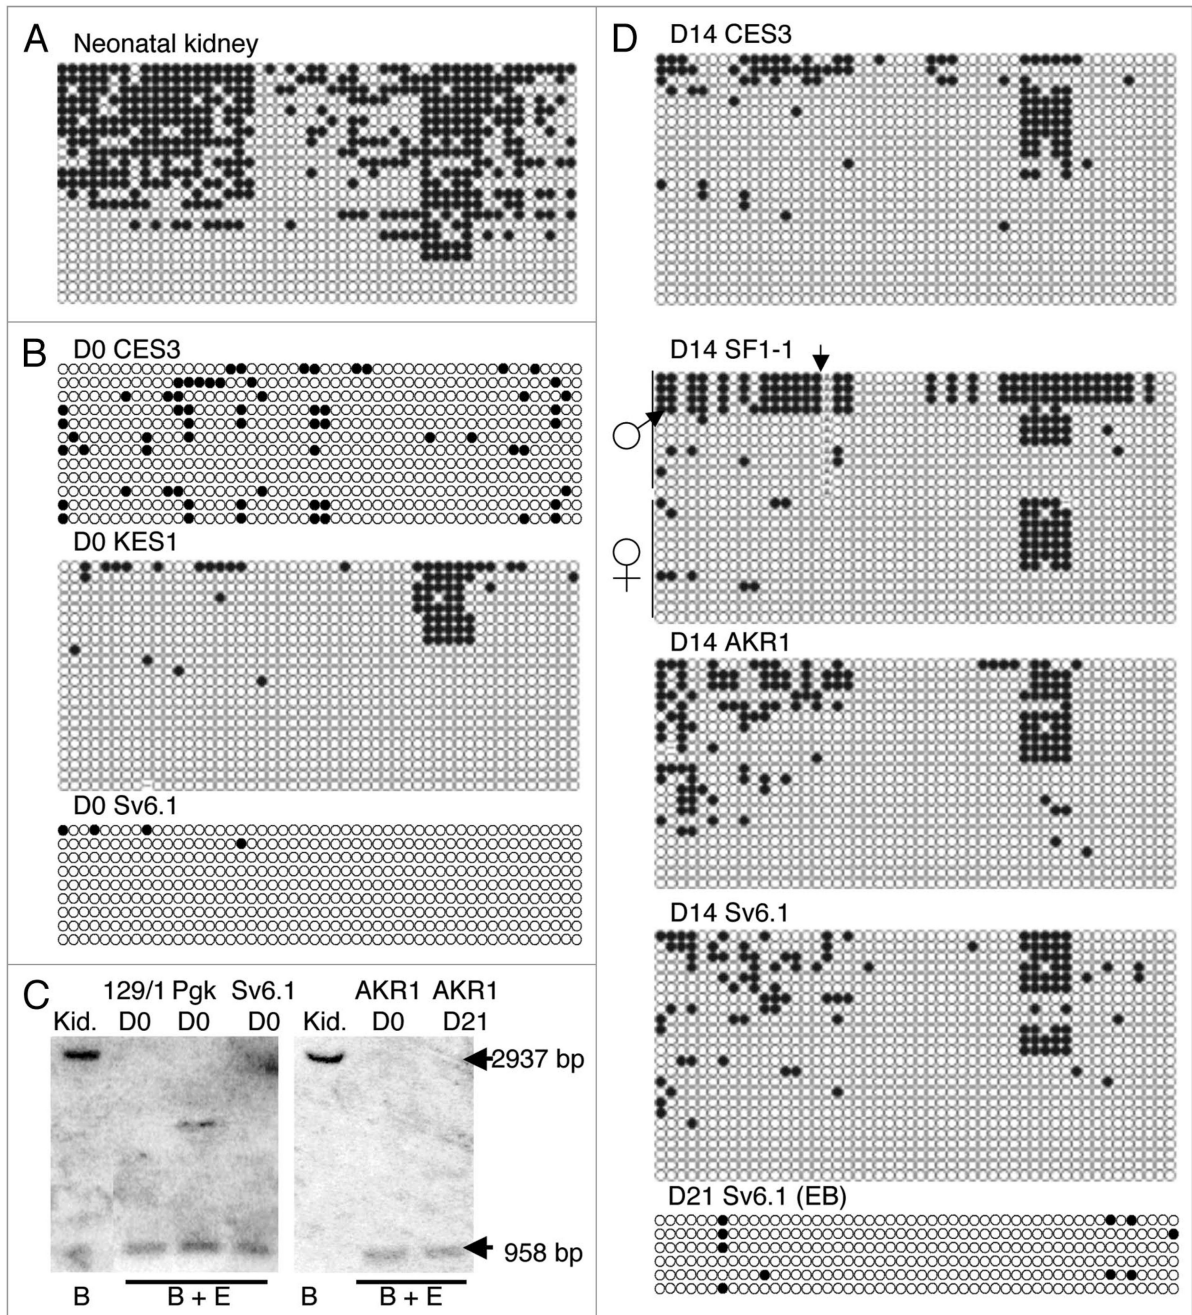 A
Neonatal kidney
B
D0 CES3
D0 KES1
D0 Sv6.1
C
129/1 Pgk Sv6.1 AKR1 AKR1
Kid. D0 D0 D0 Kid. D0 D21
2937 bp
958 bp
B B + E B B + E
D
D14 CES3
D14 SF1-1
♂
♀
D14 AKR1
D14 Sv6.1
D21 Sv6.1 (EB)